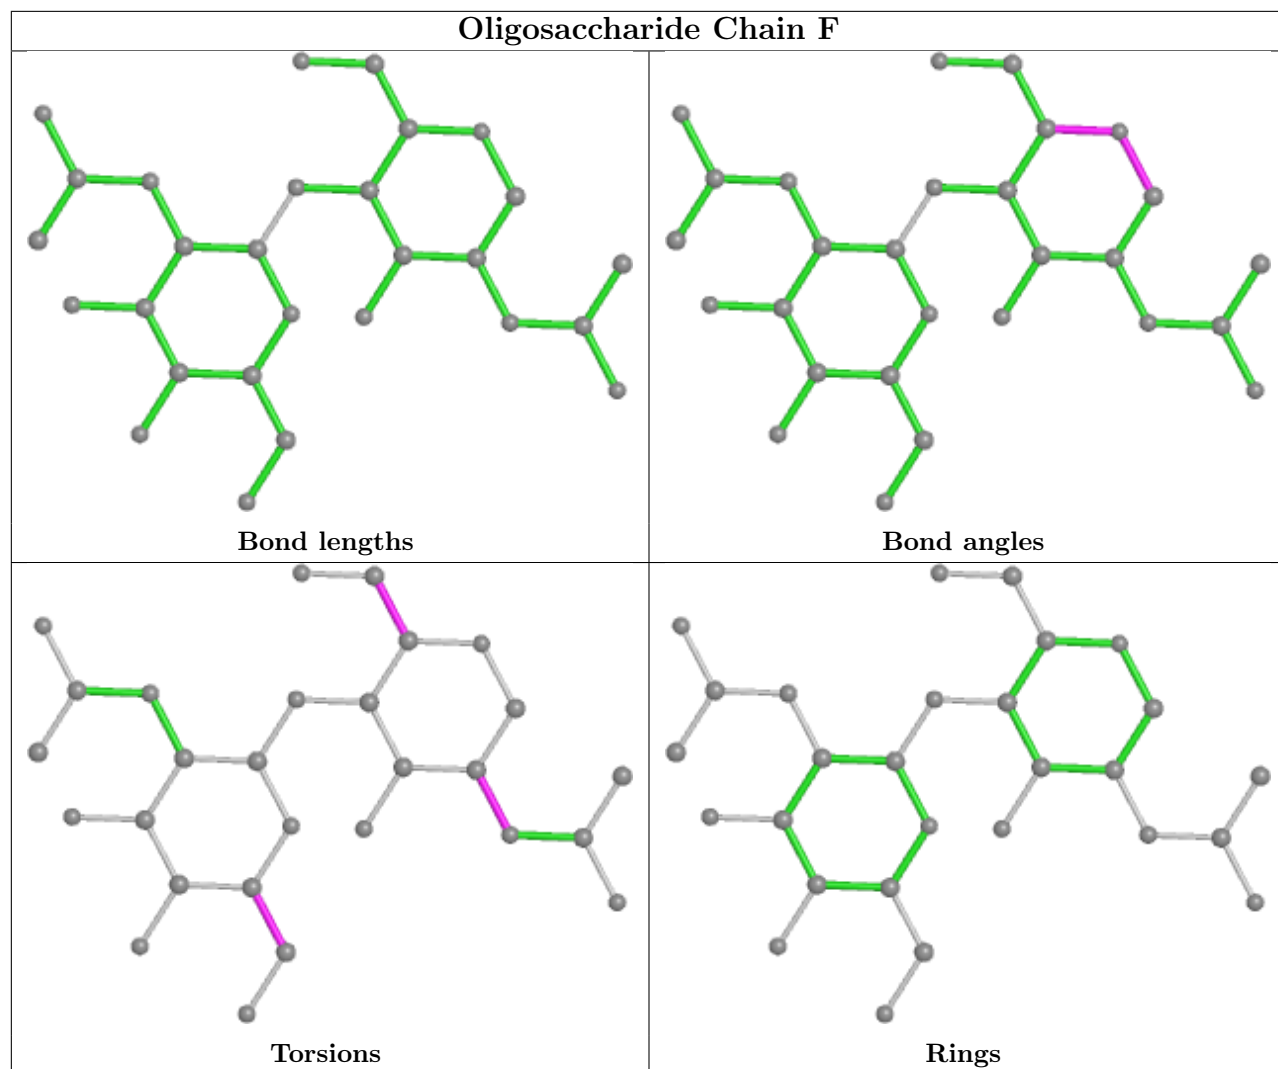 Oligosaccharide Chain F
Bond lengths
Bond angles
Torsions
Rings